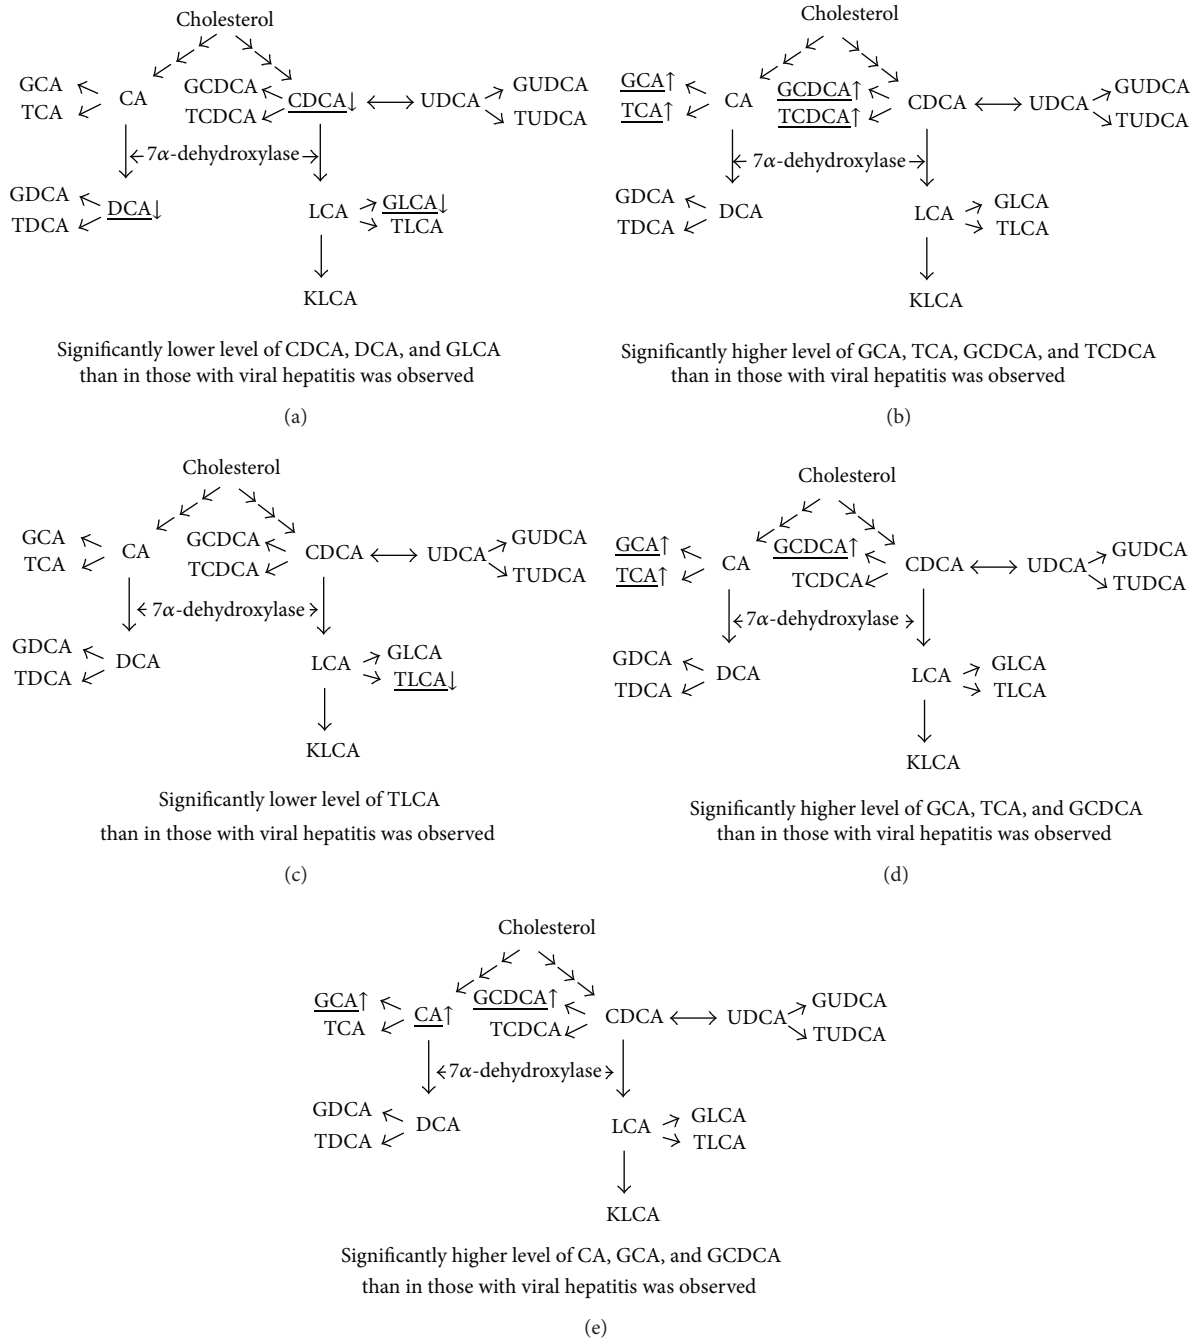 Cholesterol
GCA
TCA
CA
GCDCA
TCDCA
CDCA↓
UDCA
GUDCA
TUDCA
7α-dehydroxylase
GDCA
TDCA
DCA↓
LCA
GLCA↓
TLCA
KLCA
Significantly lower level of CDCA, DCA, and GLCA
than in those with viral hepatitis was observed
(a)
Cholesterol
GCA↑
TCA↑
CA
GCDCA↑
TCDCA↑
CDCA
UDCA
GUDCA
TUDCA
7α-dehydroxylase
GDCA
TDCA
DCA
LCA
GLCA
TLCA
KLCA
Significantly higher level of GCA, TCA, GCDCA, and TCDCA
than in those with viral hepatitis was observed
(b)
Cholesterol
GCA
TCA
CA
GCDCA
TCDCA
CDCA
UDCA
GUDCA
TUDCA
7α-dehydroxylase
GDCA
TDCA
DCA
LCA
GLCA
TLCA↓
KLCA
Significantly lower level of TLCA
than in those with viral hepatitis was observed
(c)
Cholesterol
GCA↑
TCA↑
CA
GCDCA↑
TCDCA
CDCA
UDCA
GUDCA
TUDCA
7α-dehydroxylase
GDCA
TDCA
DCA
LCA
GLCA
TLCA
KLCA
Significantly higher level of GCA, TCA, and GCDCA
than in those with viral hepatitis was observed
(d)
Cholesterol
GCA↑
TCA
CA↑
GCDCA↑
TCDCA
CDCA
UDCA
GUDCA
TUDCA
7α-dehydroxylase
GDCA
TDCA
DCA
LCA
GLCA
TLCA
KLCA
Significantly higher level of CA, GCA, and GCDCA
than in those with viral hepatitis was observed
(e)